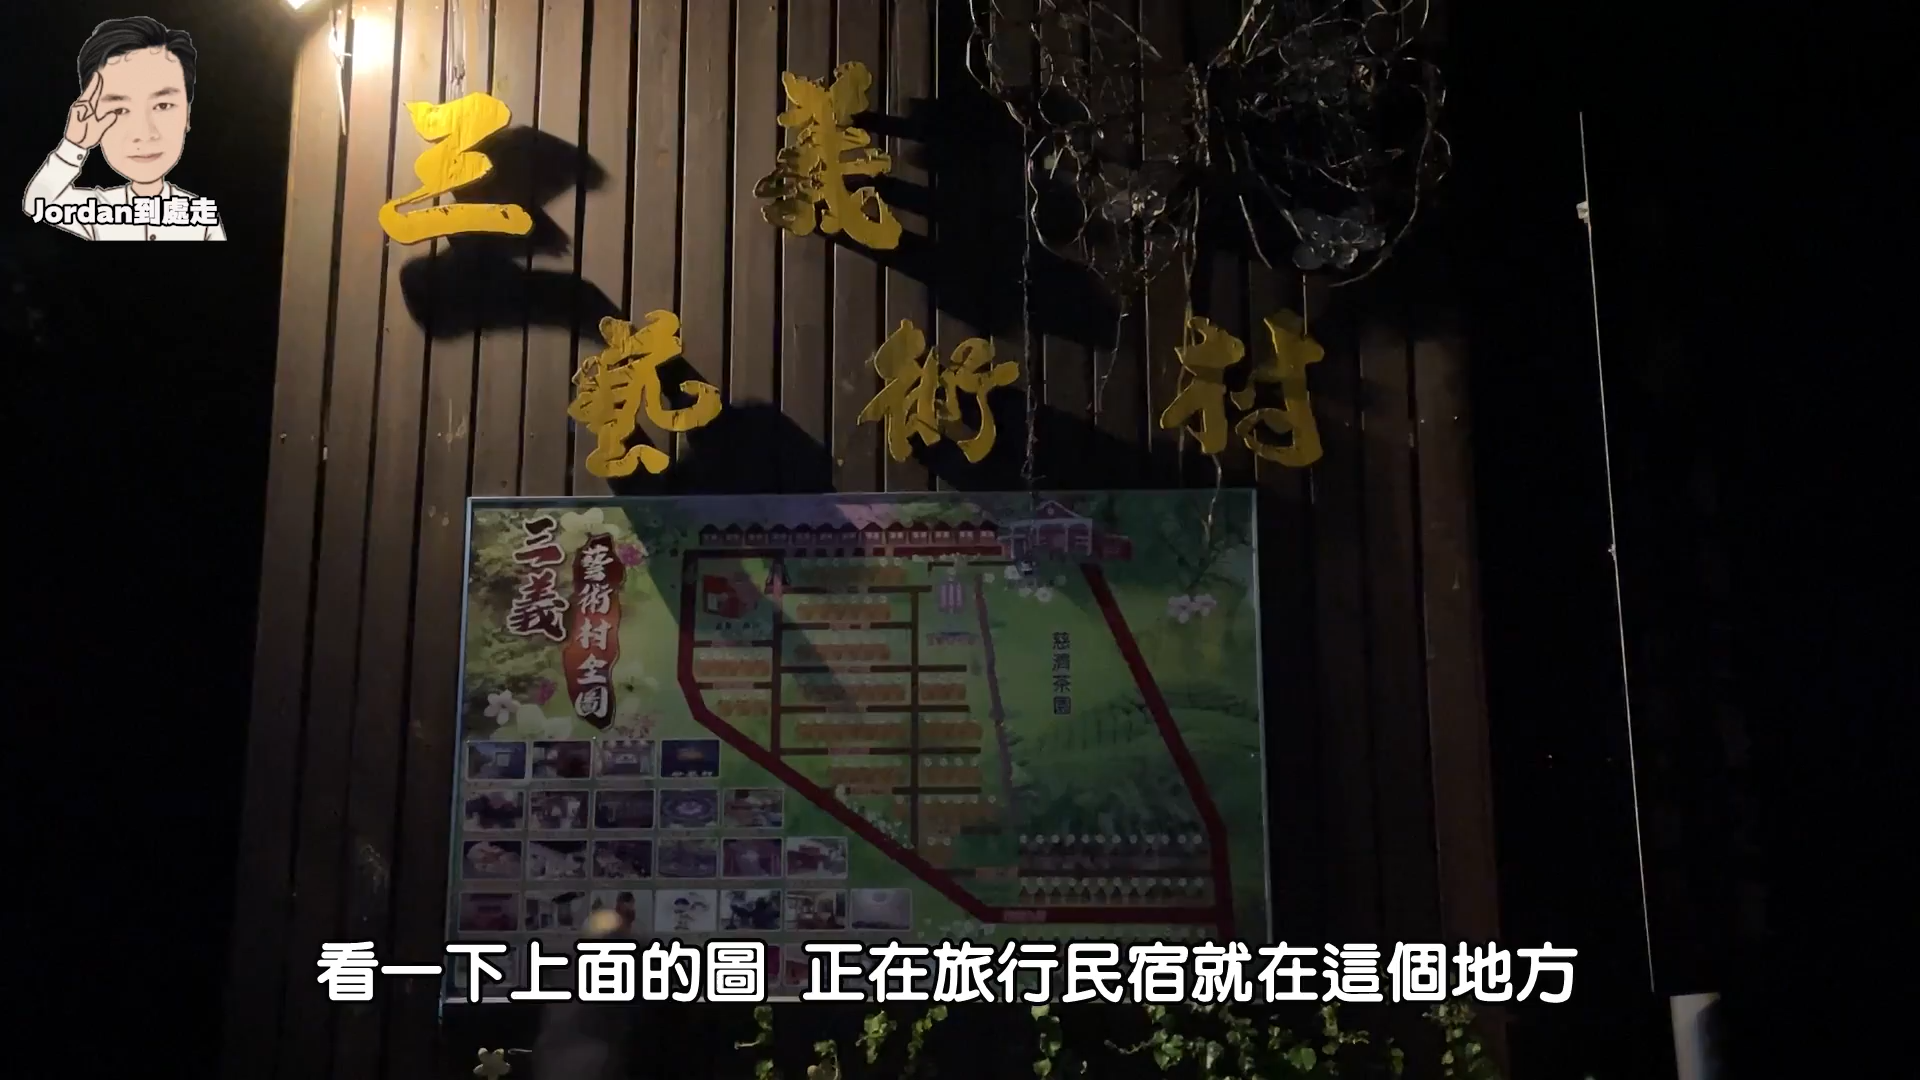 Jordan到處走
三義
藝術村
三義
藝術村全圖
慈濟茶園
看一下上面的圖 正在旅行民宿就在這個地方